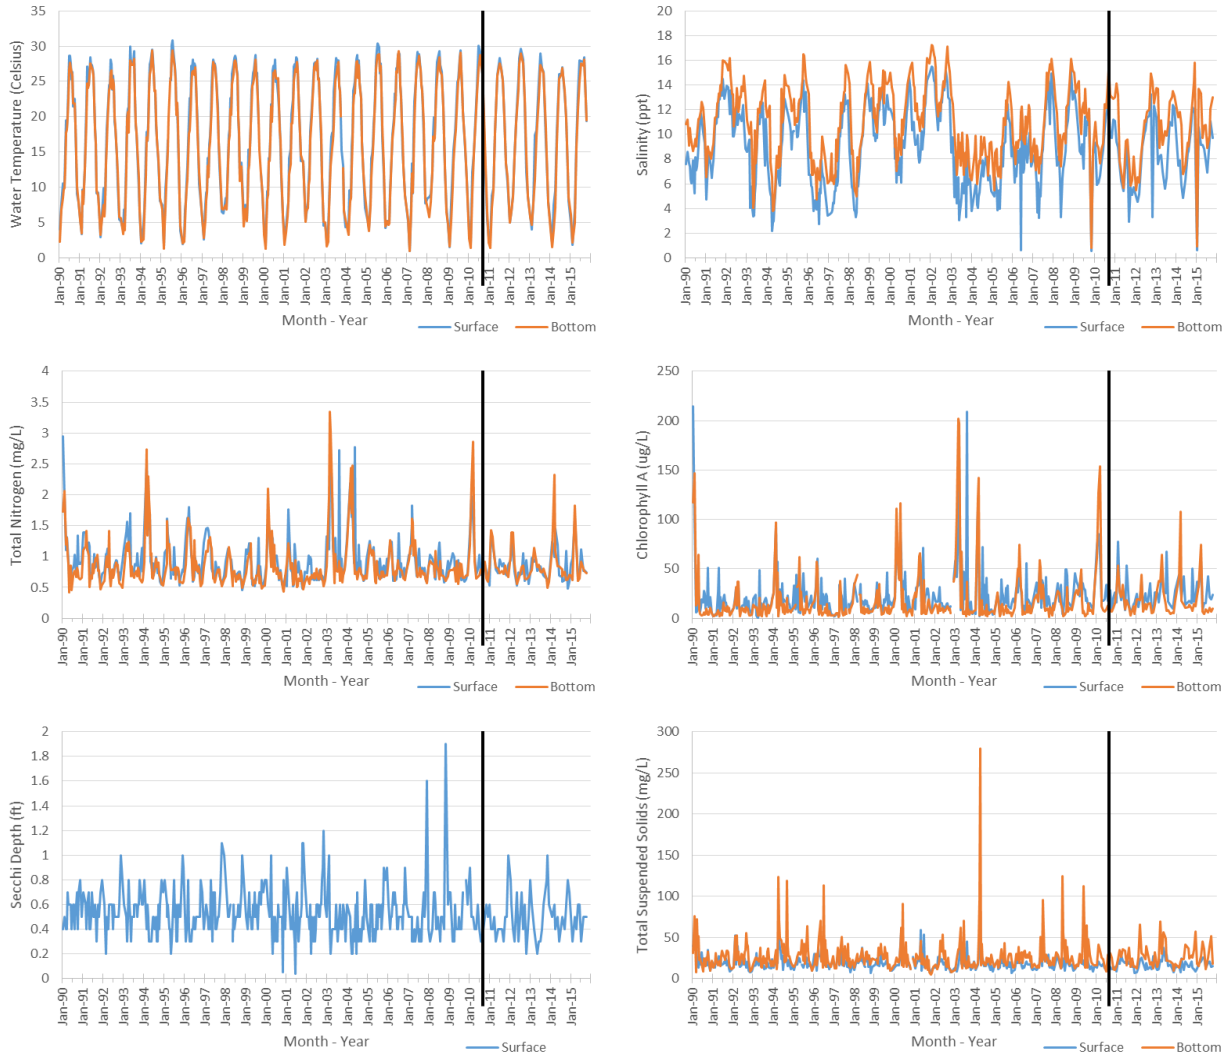 Water Temperature (Celsius)
35
30
25
20
15
10
5
0
Jan-90 Jan-91 Jan-92 Jan-93 Jan-94 Jan-95 Jan-96 Jan-97 Jan-98 Jan-99 Jan-00 Jan-01 Jan-02 Jan-03 Jan-04 Jan-05 Jan-06 Jan-07 Jan-08 Jan-09 Jan-10 Jan-11 Jan-12 Jan-13 Jan-14 Jan-15
Month - Year
Surface Bottom
Salinity (ppt)
20
18
16
14
12
10
8
6
4
2
0
Jan-90 Jan-91 Jan-92 Jan-93 Jan-94 Jan-95 Jan-96 Jan-97 Jan-98 Jan-99 Jan-00 Jan-01 Jan-02 Jan-03 Jan-04 Jan-05 Jan-06 Jan-07 Jan-08 Jan-09 Jan-10 Jan-11 Jan-12 Jan-13 Jan-14 Jan-15
Month - Year
Surface Bottom
Total Nitrogen (mg/L)
4
3.5
3
2.5
2
1.5
1
0.5
0
Jan-90 Jan-91 Jan-92 Jan-93 Jan-94 Jan-95 Jan-96 Jan-97 Jan-98 Jan-99 Jan-00 Jan-01 Jan-02 Jan-03 Jan-04 Jan-05 Jan-06 Jan-07 Jan-08 Jan-09 Jan-10 Jan-11 Jan-12 Jan-13 Jan-14 Jan-15
Month - Year
Surface Bottom
Chlorophyll A (ug/L)
250
200
150
100
50
0
Jan-90 Jan-91 Jan-92 Jan-93 Jan-94 Jan-95 Jan-96 Jan-97 Jan-98 Jan-99 Jan-00 Jan-01 Jan-02 Jan-03 Jan-04 Jan-05 Jan-06 Jan-07 Jan-08 Jan-09 Jan-10 Jan-11 Jan-12 Jan-13 Jan-14 Jan-15
Month - Year
Surface Bottom
Secchi Depth (ft)
2
1.8
1.6
1.4
1.2
1
0.8
0.6
0.4
0.2
0
Jan-90 Jan-91 Jan-92 Jan-93 Jan-94 Jan-95 Jan-96 Jan-97 Jan-98 Jan-99 Jan-00 Jan-01 Jan-02 Jan-03 Jan-04 Jan-05 Jan-06 Jan-07 Jan-08 Jan-09 Jan-10 Jan-11 Jan-12 Jan-13 Jan-14 Jan-15
Month - Year
Surface
Total Suspended Solids (mg/L)
300
250
200
150
100
50
0
Jan-90 Jan-91 Jan-92 Jan-93 Jan-94 Jan-95 Jan-96 Jan-97 Jan-98 Jan-99 Jan-00 Jan-01 Jan-02 Jan-03 Jan-04 Jan-05 Jan-06 Jan-07 Jan-08 Jan-09 Jan-10 Jan-11 Jan-12 Jan-13 Jan-14 Jan-15
Month - Year
Surface Bottom